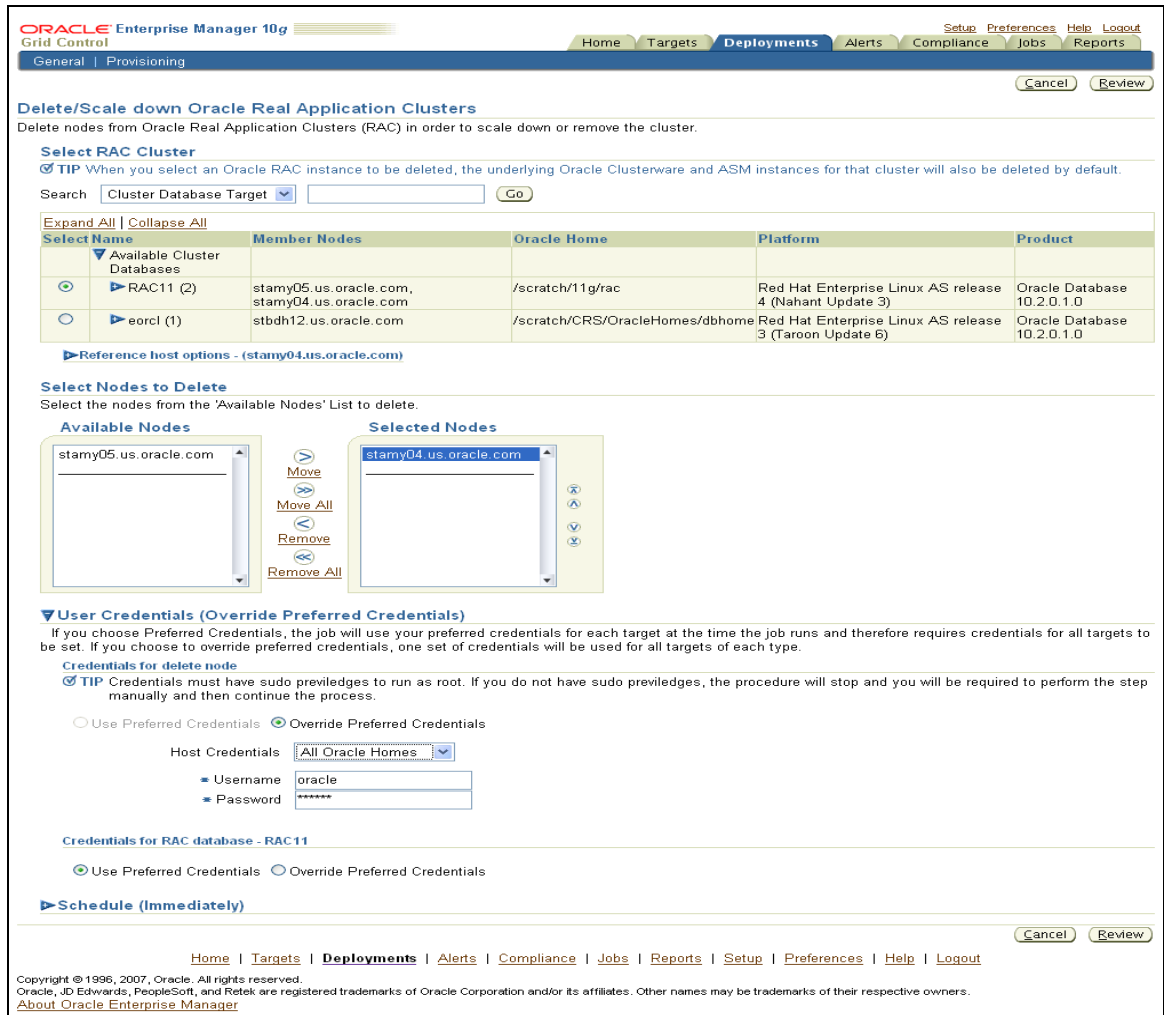 ORACLE Enterprise Manager 10g
Grid Control
Setup Preferences Help Logout
Home Targets Deployments Alerts Compliance Jobs Reports
General | Provisioning
Cancel Review
Delete/Scale down Oracle Real Application Clusters
Delete nodes from Oracle Real Application Clusters (RAC) in order to scale down or remove the cluster.
Select RAC Cluster
TIP When you select an Oracle RAC instance to be deleted, the underlying Oracle Clusterware and ASM instances for that cluster will also be deleted by default.
Search Cluster Database Target Go
Expand All | Collapse All
Select Name Member Nodes Oracle Home Platform Product
Available Cluster
Databases
RAC11 (2) stamy05.us.oracle.com, /scratch/11g/rac Red Hat Enterprise Linux AS release Oracle Database
stamy04.us.oracle.com 4 (Nahant Update 3) 10.2.0.1.0
eorcl (1) stbdh12.us.oracle.com /scratch/CRS/OracleHomes/dbhome Red Hat Enterprise Linux AS release Oracle Database
3 (Taroon Update 6) 10.2.0.1.0
Reference host options - (stamy04.us.oracle.com)
Select Nodes to Delete
Select the nodes from the 'Available Nodes' List to delete.
Available Nodes Selected Nodes
stamy05.us.oracle.com stamy04.us.oracle.com
Move
Move All
Remove
Remove All
User Credentials (Override Preferred Credentials)
If you choose Preferred Credentials, the job will use your preferred credentials for each target at the time the job runs and therefore requires credentials for all targets to
be set. If you choose to override preferred credentials, one set of credentials will be used for all targets of each type.
Credentials for delete node
TIP Credentials must have sudo previledges to run as root. If you do not have sudo previledges, the procedure will stop and you will be required to perform the step
manually and then continue the process.
Use Preferred Credentials Override Preferred Credentials
Host Credentials All Oracle Homes
* Username oracle
* Password ******
Credentials for RAC database - RAC11
Use Preferred Credentials Override Preferred Credentials
Schedule (Immediately)
Cancel Review
Home | Targets | Deployments | Alerts | Compliance | Jobs | Reports | Setup | Preferences | Help | Logout
Copyright © 1996, 2007, Oracle. All rights reserved.
Oracle, JD Edwards, PeopleSoft, and Retek are registered trademarks of Oracle Corporation and/or its affiliates. Other names may be trademarks of their respective owners.
About Oracle Enterprise Manager